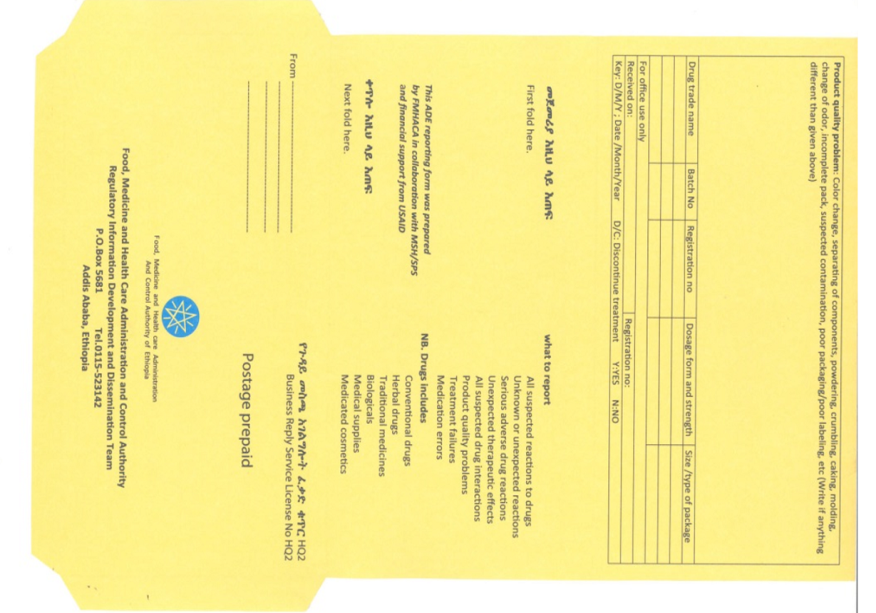 Product quality problem: Color change, separating of components, powdering, crumbling, caking, molding,
change of odor, incomplete pack, suspected contamination, poor packaging/poor labeling, etc (Write if anything
different than given above)
Drug trade name Batch No Registration no Dosage form and strength Size /type of package
For office use only
Received on: Registration no:
Key: D/M/Y ; Date /Month/Year D/C: Discontinue treatment Y:YES N:NO
መጀመሪያ እዚህ ላይ እጠፍ
First fold here.
what to report
All suspected reactions to drugs
Unknown or unexpected reactions
Serious adverse drug reactions
Unexpected therapeutic effects
All suspected drug interactions
Product quality problems
Treatment failures
Medication errors
This ADE reporting form was prepared
by FMHACA in collaboration with MSH/SPS
and financial support from USAID
NB. Drugs includes
Conventional drugs
Herbal drugs
Traditional medicines
Biologicals
Medical supplies
Medicated cosmetics
ቀጥሎ እዚህ ላይ እጠፍ
Next fold here.
From
የጉዳይ መስጫ አገልግሎት ፈቃድ ቁጥር HQ2
Business Reply Service License No HQ2
Postage prepaid
Food, Medicine and Health care Administration
And Control Authority of Ethiopia
Food, Medicine and Health Care Administration and Control Authority
Regulatory Information Development and Dissemination Team
P.O.Box 5681 Tel.0115-523142
Addis Ababa, Ethiopia